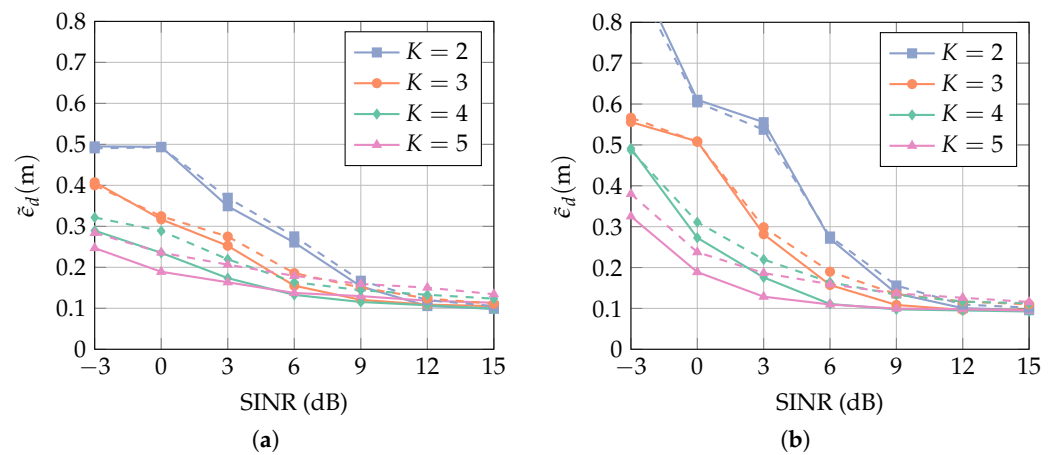 0.8
0.7
0.6
0.5
0.4
0.3
0.2
0.1
0
−3 0 3 6 9 12 15
SINR (dB)
ϵ̃_d(m)
K = 2
K = 3
K = 4
K = 5
(a)
0.8
0.7
0.6
0.5
0.4
0.3
0.2
0.1
0
−3 0 3 6 9 12 15
SINR (dB)
ϵ̃_d(m)
K = 2
K = 3
K = 4
K = 5
(b)